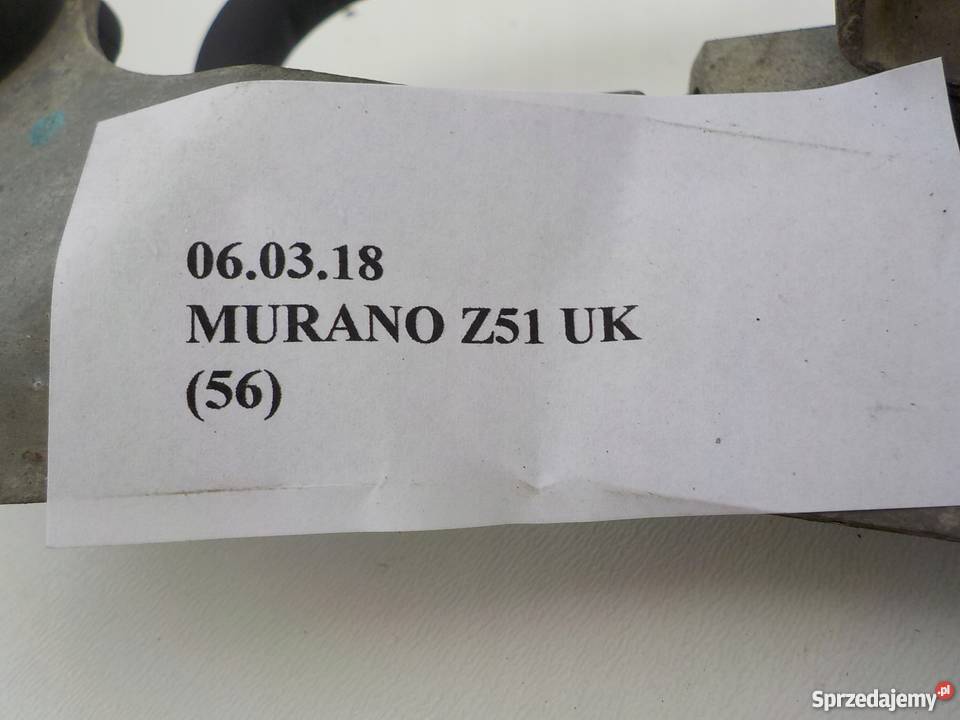 06.03.18
MURANO Z51 UK
(56)
Sprzedajemy.pl